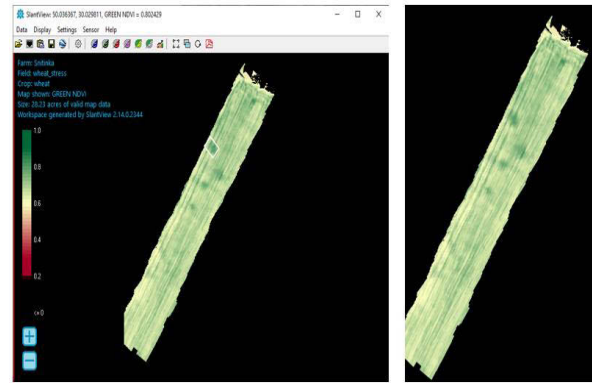 SlantView: 50.036367, 30.029811, GREEN NDVI = 0.802429
Data Display Settings Sensor Help
Farm: Snitinka
Field: wheat_stress
Crop: wheat
Map shown: GREEN NDVI
Size: 20.23 acres of valid map data
Workspace generated by SlantView 2.14.0.2344
1.0
0.8
0.6
0.4
0.2
<= 0